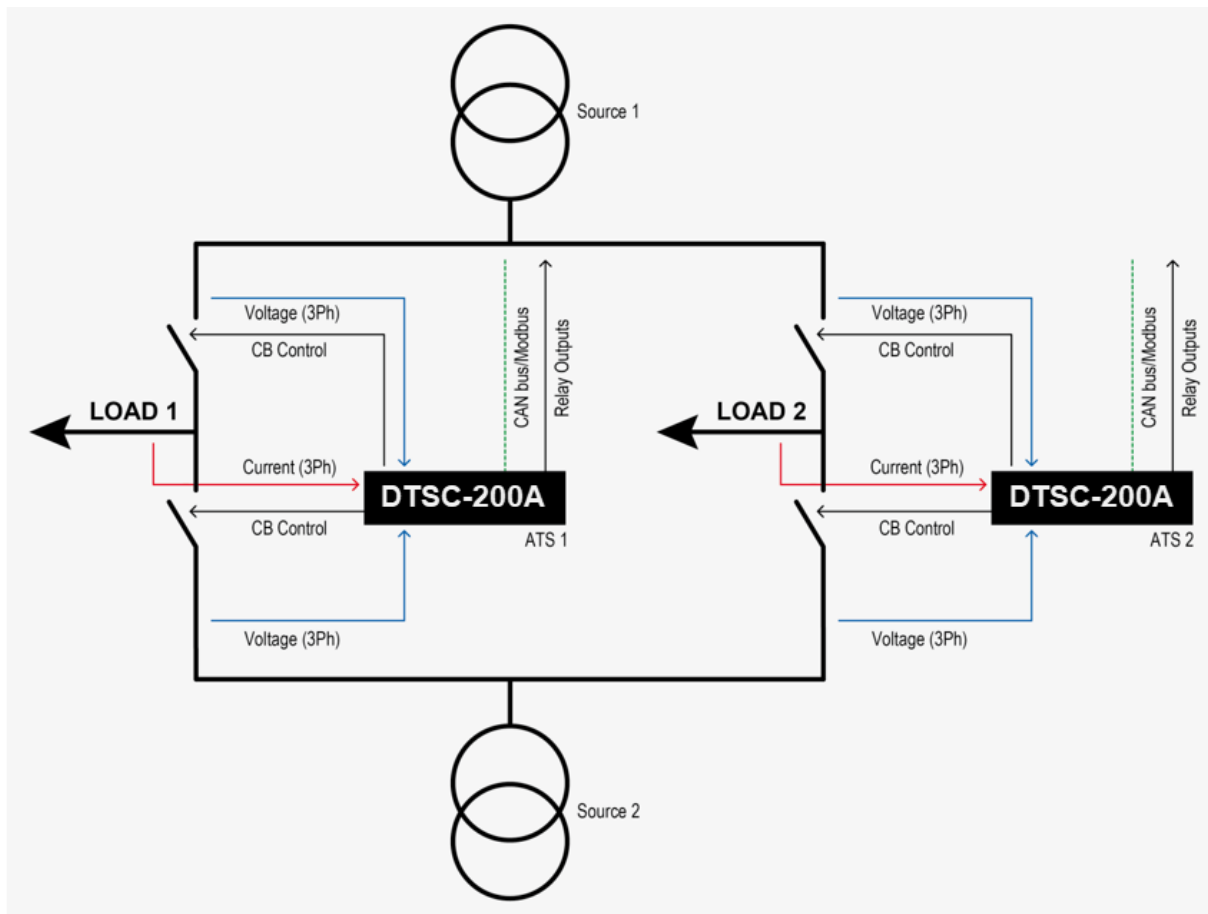 Source 1
Voltage (3Ph)
CB Control
CAN bus/Modbus
Relay Outputs
LOAD 1
Current (3Ph)
DTSC-200A
CB Control
ATS 1
Voltage (3Ph)
Voltage (3Ph)
CB Control
CAN bus/Modbus
Relay Outputs
LOAD 2
Current (3Ph)
DTSC-200A
CB Control
ATS 2
Voltage (3Ph)
Source 2